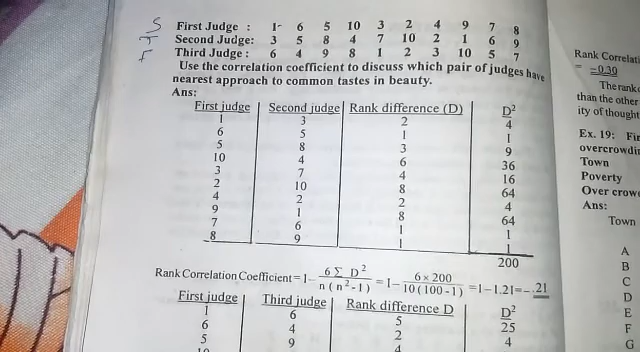 S First Judge : 1 6 5 10 3 2 4 9 7 8
T Second Judge: 3 5 8 4 7 10 2 1 6 9
F Third Judge : 6 4 9 8 1 2 3 10 5 7
Use the correlation coefficient to discuss which pair of judges have
nearest approach to common tastes in beauty.
Ans:
First judge Second judge Rank difference (D) D²
1 3 2 4
6 5 1 1
5 8 3 9
10 4 6 36
3 7 4 16
2 10 8 64
4 2 2 4
9 1 8 64
7 6 1 1
8 9 1 1
200
Rank Correlation Coefficient = 1- 6 Σ D² / n ( n² - 1 ) = 1- 6 × 200 / 10 ( 100 - 1 ) = 1 - 1.21 = - .21
First judge Third judge Rank difference D D²
1 6 5 25
6 4 2 4
5 9 4
10
Rank Correlati
= -0.30
The rank
than the other
ity of thought
Ex. 19: Fin
overcrowdin
Town
Poverty
Over crow
Ans:
Town
A
B
C
D
E
F
G